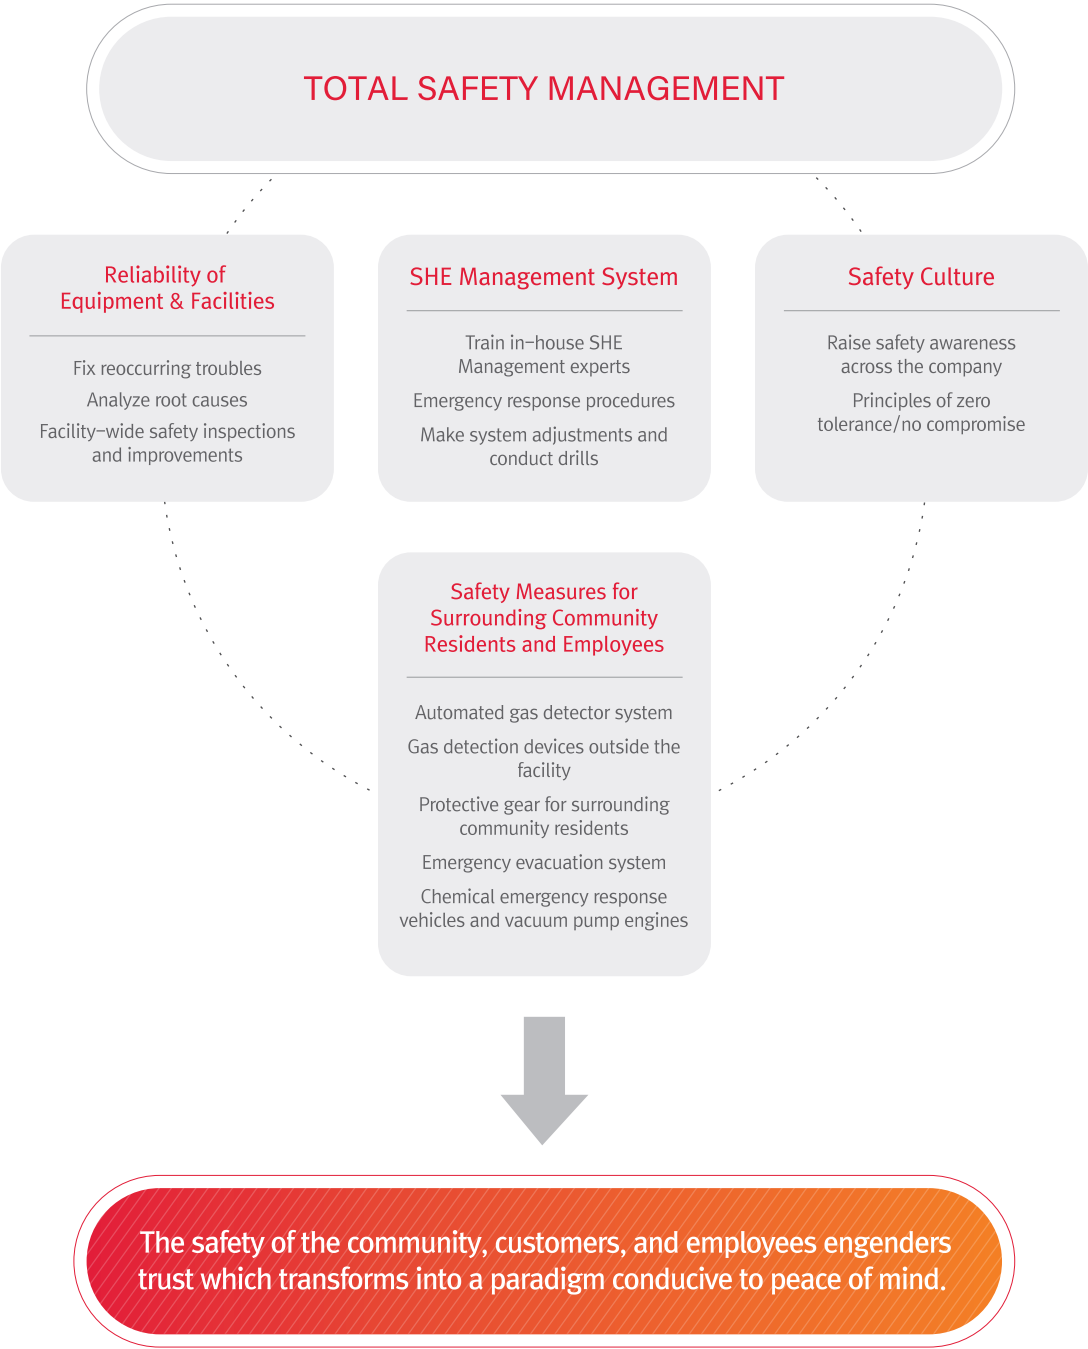 TOTAL SAFETY MANAGEMENT
Reliability of
Equipment & Facilities
Fix reoccurring troubles
Analyze root causes
Facility-wide safety inspections
and improvements
SHE Management System
Train in-house SHE
Management experts
Emergency response procedures
Make system adjustments and
conduct drills
Safety Culture
Raise safety awareness
across the company
Principles of zero
tolerance/no compromise
Safety Measures for
Surrounding Community
Residents and Employees
Automated gas detector system
Gas detection devices outside the
facility
Protective gear for surrounding
community residents
Emergency evacuation system
Chemical emergency response
vehicles and vacuum pump engines
The safety of the community, customers, and employees engenders
trust which transforms into a paradigm conducive to peace of mind.